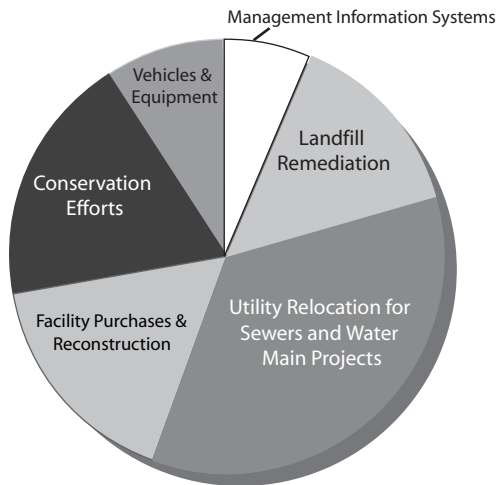 Management Information Systems
Vehicles &
Equipment
Landfill
Remediation
Conservation
Efforts
Utility Relocation for
Sewers and Water
Main Projects
Facility Purchases &
Reconstruction